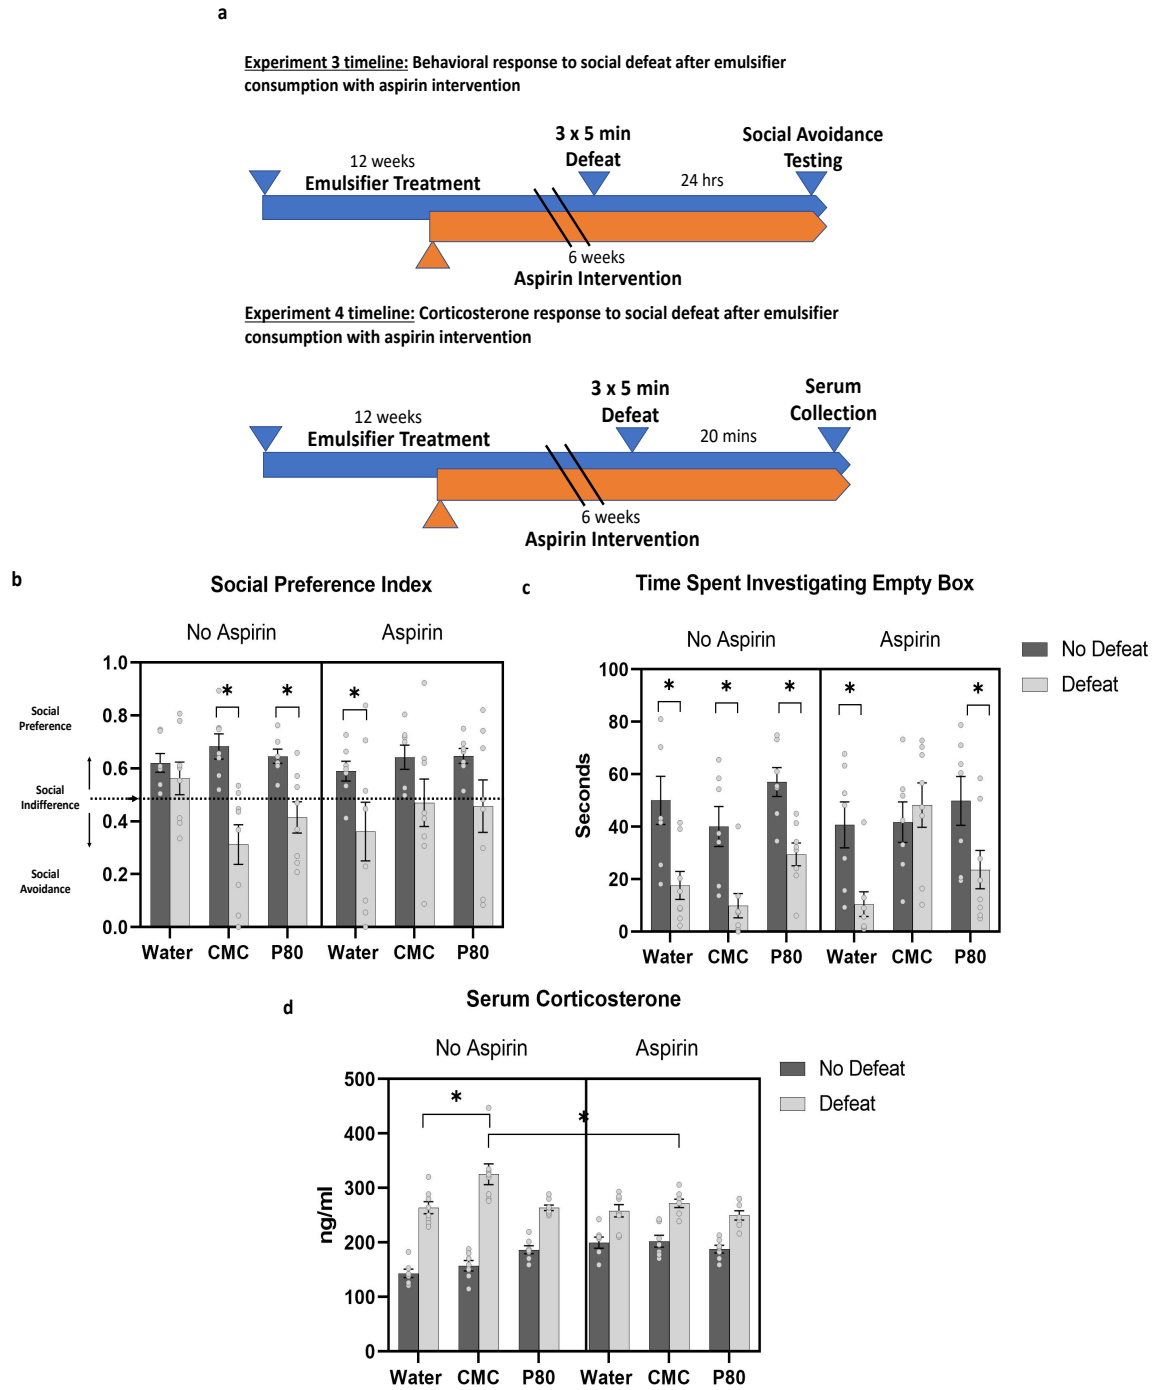 a
Experiment 3 timeline: Behavioral response to social defeat after emulsifier
consumption with aspirin intervention
3 x 5 min
Defeat
Social Avoidance
Testing
12 weeks
Emulsifier Treatment
24 hrs
6 weeks
Aspirin Intervention
Experiment 4 timeline: Corticosterone response to social defeat after emulsifier
consumption with aspirin intervention
3 x 5 min
Defeat
Serum
Collection
12 weeks
Emulsifier Treatment
20 mins
6 weeks
Aspirin Intervention
b
Social Preference Index
No Aspirin
Aspirin
1.0
0.8
0.6
0.4
0.2
0.0
Social
Preference
Social
Indifference
Social
Avoidance
*
*
*
Water
CMC
P80
Water
CMC
P80
c
Time Spent Investigating Empty Box
No Aspirin
Aspirin
No Defeat
Defeat
Seconds
100
80
60
40
20
0
*
*
*
*
*
Water
CMC
P80
Water
CMC
P80
d
Serum Corticosterone
No Aspirin
Aspirin
No Defeat
Defeat
ng/ml
500
400
300
200
100
0
*
*
Water
CMC
P80
Water
CMC
P80